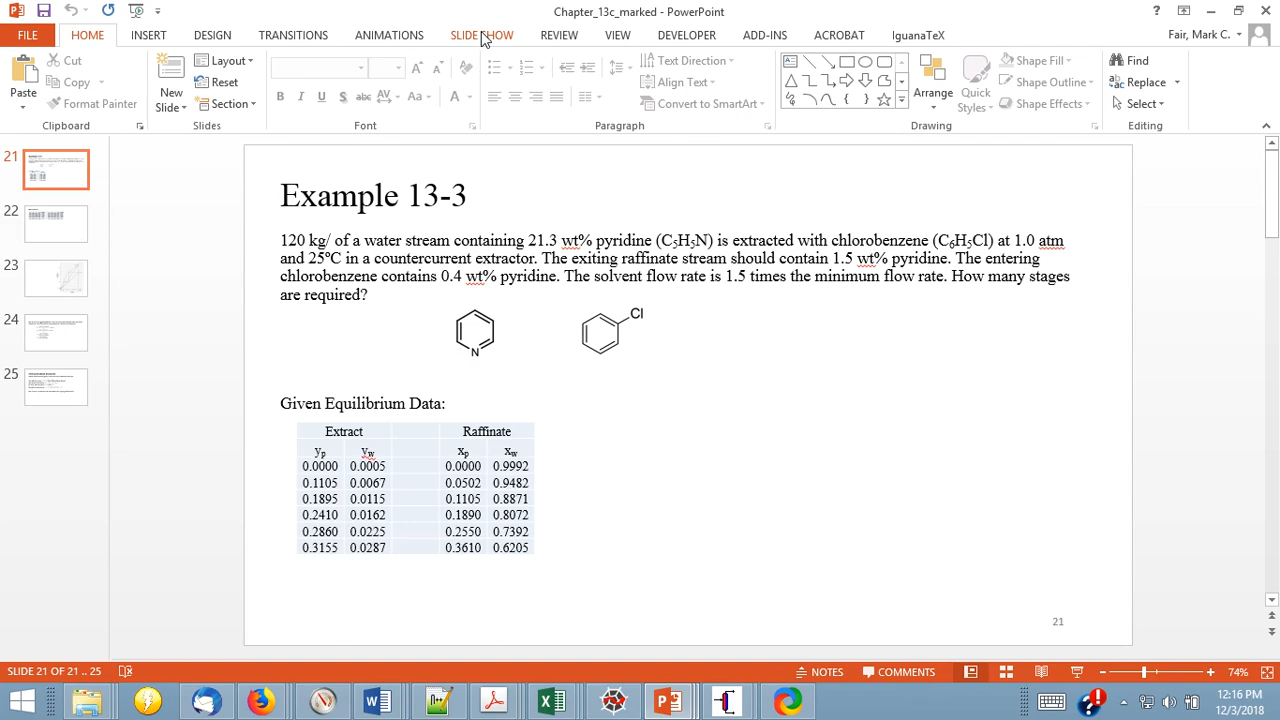 Chapter_13c_marked - PowerPoint
?
FILE HOME INSERT DESIGN TRANSITIONS ANIMATIONS SLIDE SHOW REVIEW VIEW DEVELOPER ADD-INS ACROBAT IguanaTeX Fair, Mark C.
Paste
Cut
Copy
Format Painter
Clipboard
New
Slide
Layout
Reset
Section
Slides
B I U S abc AV Aa A
Font
Text Direction
Align Text
Convert to SmartArt
Paragraph
Arrange
Quick
Styles
Shape Fill
Shape Outline
Shape Effects
Drawing
Find
Replace
Select
Editing
21
22
23
24
25
Example 13-3
120 kg/ of a water stream containing 21.3 wt% pyridine (C5H5N) is extracted with chlorobenzene (C6H5Cl) at 1.0 atm
and 25ºC in a countercurrent extractor. The exiting raffinate stream should contain 1.5 wt% pyridine. The entering
chlorobenzene contains 0.4 wt% pyridine. The solvent flow rate is 1.5 times the minimum flow rate. How many stages
are required?
N
Cl
Given Equilibrium Data:
Extract Raffinate
yp yw xp xw
0.0000 0.0005 0.0000 0.9992
0.1105 0.0067 0.0502 0.9482
0.1895 0.0115 0.1105 0.8871
0.2410 0.0162 0.1890 0.8072
0.2860 0.0225 0.2550 0.7392
0.3155 0.0287 0.3610 0.6205
21
SLIDE 21 OF 21 .. 25 NOTES COMMENTS 74%
12:16 PM
12/3/2018